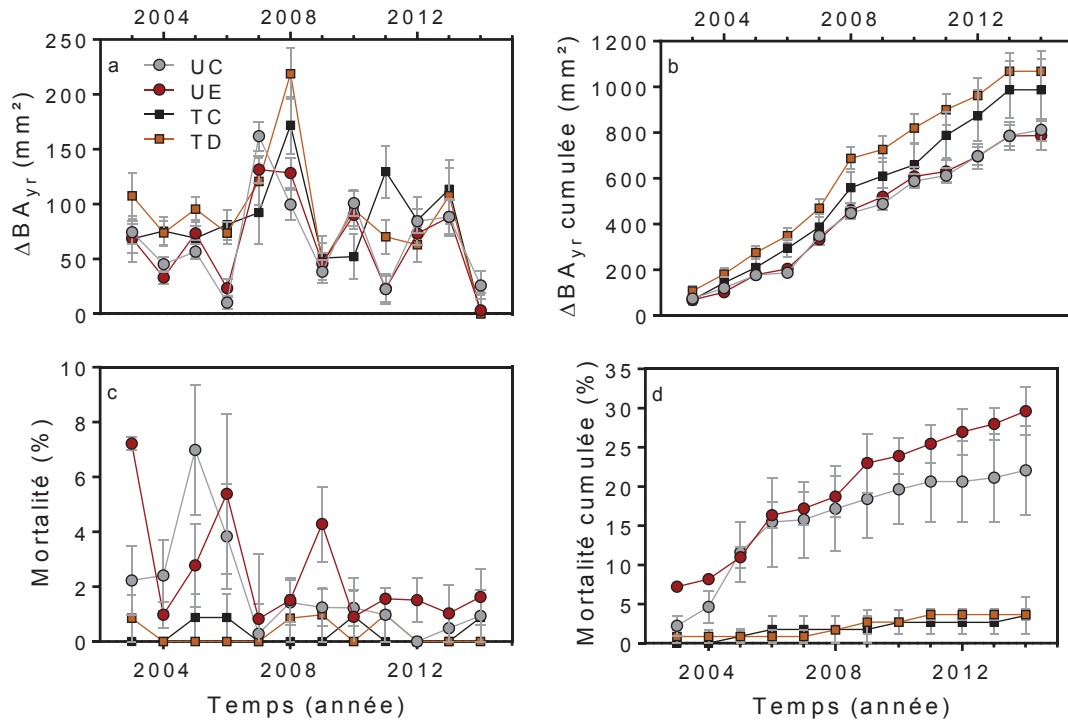 2004 2008 2012
250
200
150
100
50
0
ΔBAyr (mm²)
a
UC
UE
TC
TD
2004 2008 2012
1200
1000
800
600
400
200
0
ΔBAyr cumulée (mm²)
b
10
8
6
4
2
0
Mortalité (%)
c
2004 2008 2012
Temps (année)
35
30
25
20
15
10
5
0
Mortalité cumulée (%)
d
2004 2008 2012
Temps (année)